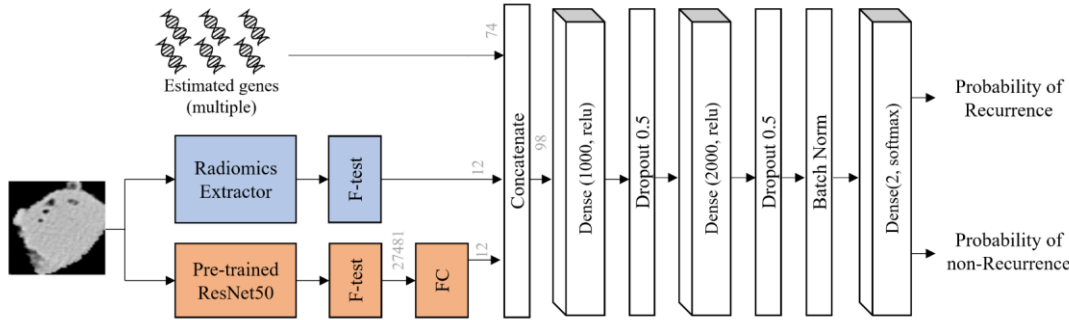 Estimated genes
(multiple)
74
Radiomics
Extractor
F-test
12
Pre-trained
ResNet50
F-test
27481
FC
12
Concatenate
98
Dense (1000, relu)
Dropout 0.5
Dense (2000, relu)
Dropout 0.5
Batch Norm
Dense(2, softmax)
Probability of
Recurrence
Probability of
non-Recurrence